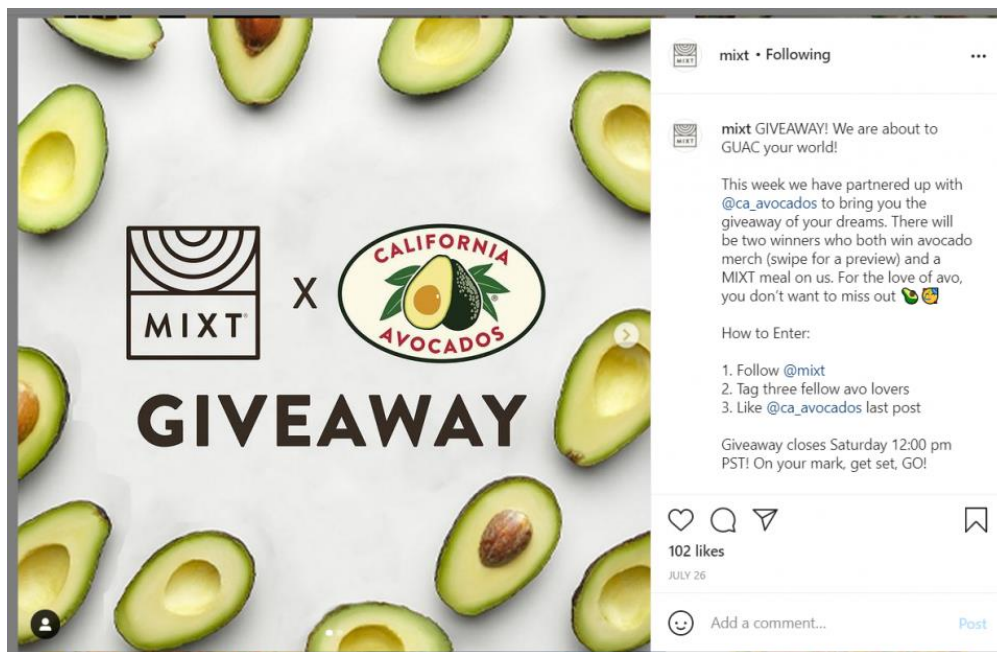 MIXT®
X
CALIFORNIA
AVOCADOS
®
GIVEAWAY
MIXT
mixt • Following
MIXT
mixt GIVEAWAY! We are about to
GUAC your world!
This week we have partnered up with
@ca_avocados to bring you the
giveaway of your dreams. There will
be two winners who both win avocado
merch (swipe for a preview) and a
MIXT meal on us. For the love of avo,
you don't want to miss out 🥑🥳
How to Enter:
1. Follow @mixt
2. Tag three fellow avo lovers
3. Like @ca_avocados last post
Giveaway closes Saturday 12:00 pm
PST! On your mark, get set, GO!
102 likes
JULY 26
Add a comment...
Post